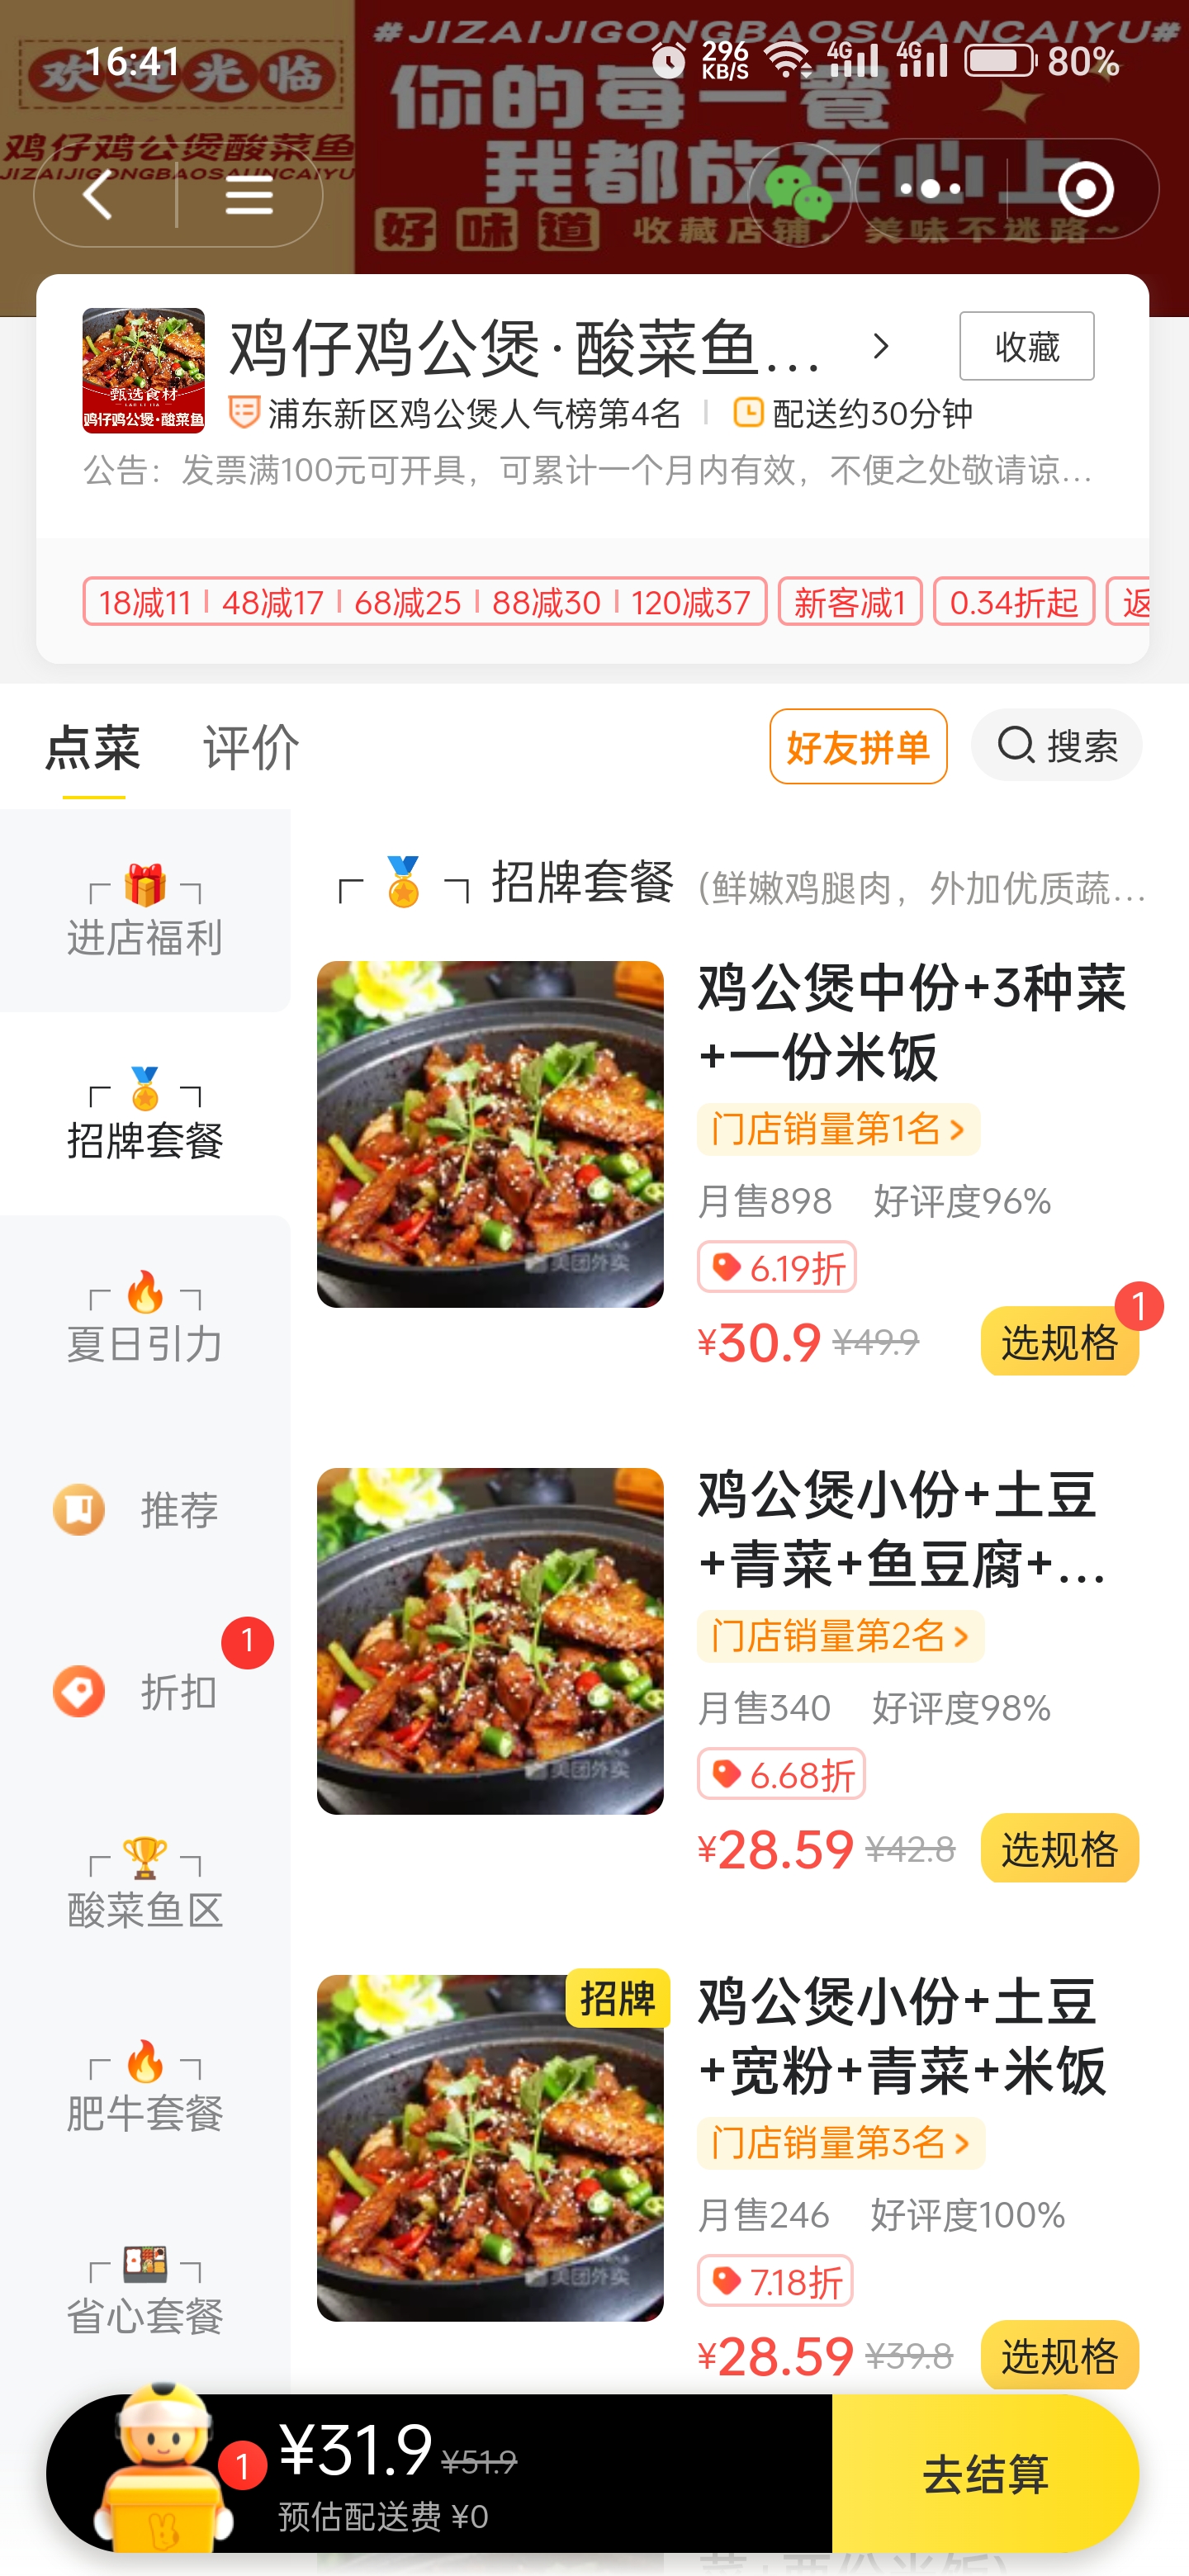 16:41
296 KB/S
4G
4G
80%
#JIZAIJIGONGBAOSUANCAIYU#
欢迎光临
你的每一餐
我都放在心上
鸡仔鸡公煲酸菜鱼
JIZAIJIGONGBAOSUANCAIYU
好味道 收藏店铺，美味不迷路~
甄选食材
鸡仔鸡公煲·酸菜鱼
鸡仔鸡公煲·酸菜鱼...
收藏
浦东新区鸡公煲人气榜第4名
配送约30分钟
公告：发票满100元可开具，可累计一个月内有效，不便之处敬请谅...
18减11 48减17 68减25 88减30 120减37
新客减1
0.34折起
返
点菜
评价
好友拼单
搜索
进店福利
招牌套餐
夏日引力
推荐
折扣
1
酸菜鱼区
肥牛套餐
省心套餐
招牌套餐 (鲜嫩鸡腿肉，外加优质蔬...
鸡公煲中份+3种菜
+一份米饭
门店销量第1名
月售898 好评度96%
6.19折
¥30.9 ¥49.9
选规格
1
美团外卖
鸡公煲小份+土豆
+青菜+鱼豆腐+...
门店销量第2名
月售340 好评度98%
6.68折
¥28.59 ¥42.8
选规格
美团外卖
招牌
鸡公煲小份+土豆
+宽粉+青菜+米饭
门店销量第3名
月售246 好评度100%
7.18折
¥28.59 ¥39.8
选规格
美团外卖
1
¥31.9 ¥51.9
预估配送费 ¥0
去结算